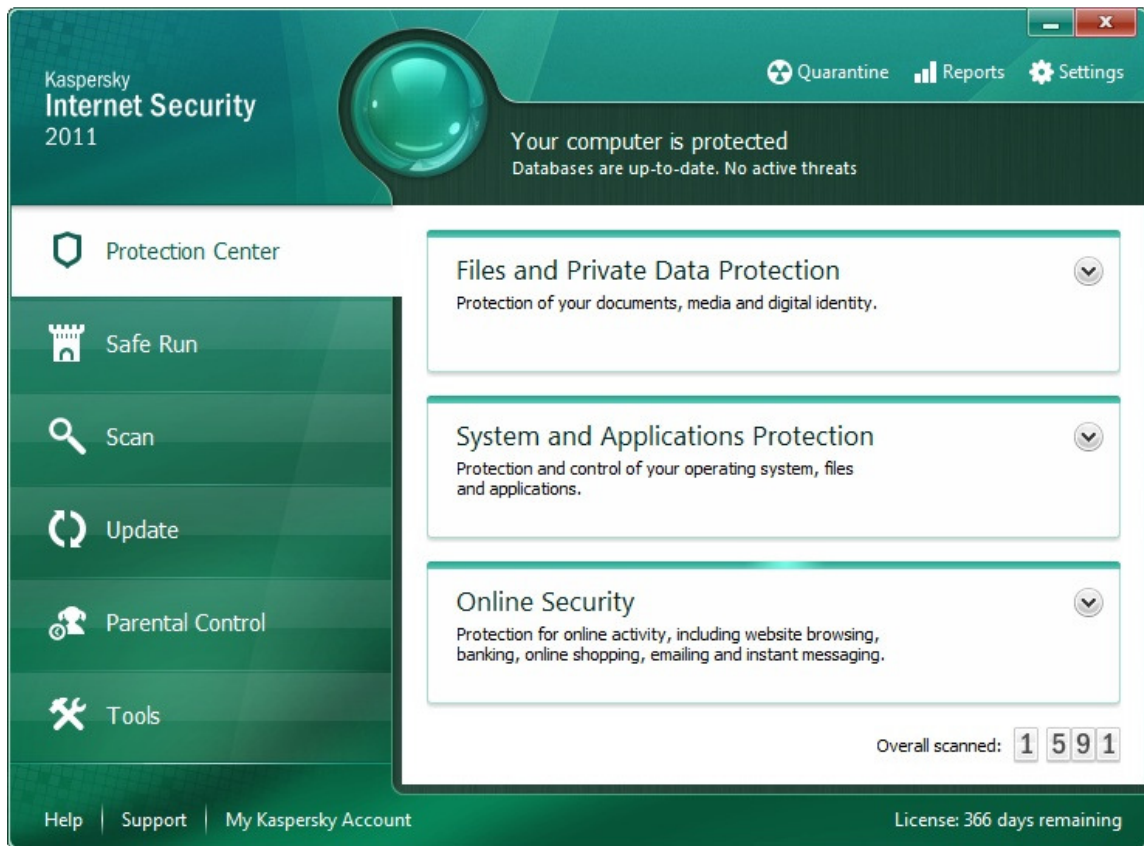 Kaspersky
Internet Security
2011
Quarantine
Reports
Settings
Your computer is protected
Databases are up-to-date. No active threats
Protection Center
Safe Run
Scan
Update
Parental Control
Tools
Files and Private Data Protection
Protection of your documents, media and digital identity.
System and Applications Protection
Protection and control of your operating system, files
and applications.
Online Security
Protection for online activity, including website browsing,
banking, online shopping, emailing and instant messaging.
Overall scanned: 1 591
Help
Support
My Kaspersky Account
License: 366 days remaining